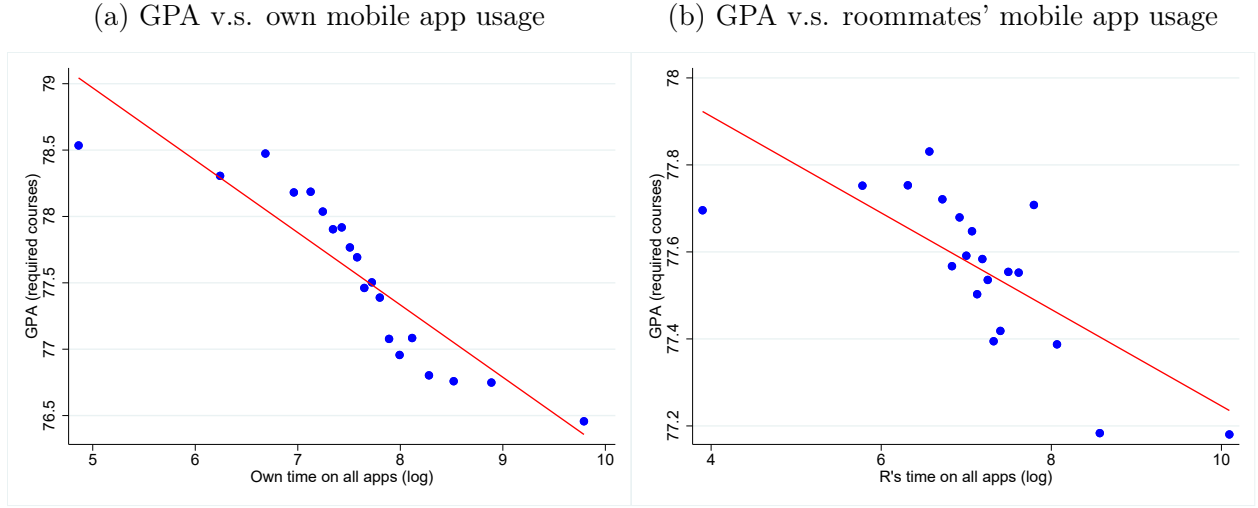 (a) GPA v.s. own mobile app usage
GPA (required courses)
79
78.5
78
77.5
77
76.5
5 6 7 8 9 10
Own time on all apps (log)
(b) GPA v.s. roommates’ mobile app usage
GPA (required courses)
78
77.8
77.6
77.4
77.2
4 6 8 10
R's time on all apps (log)